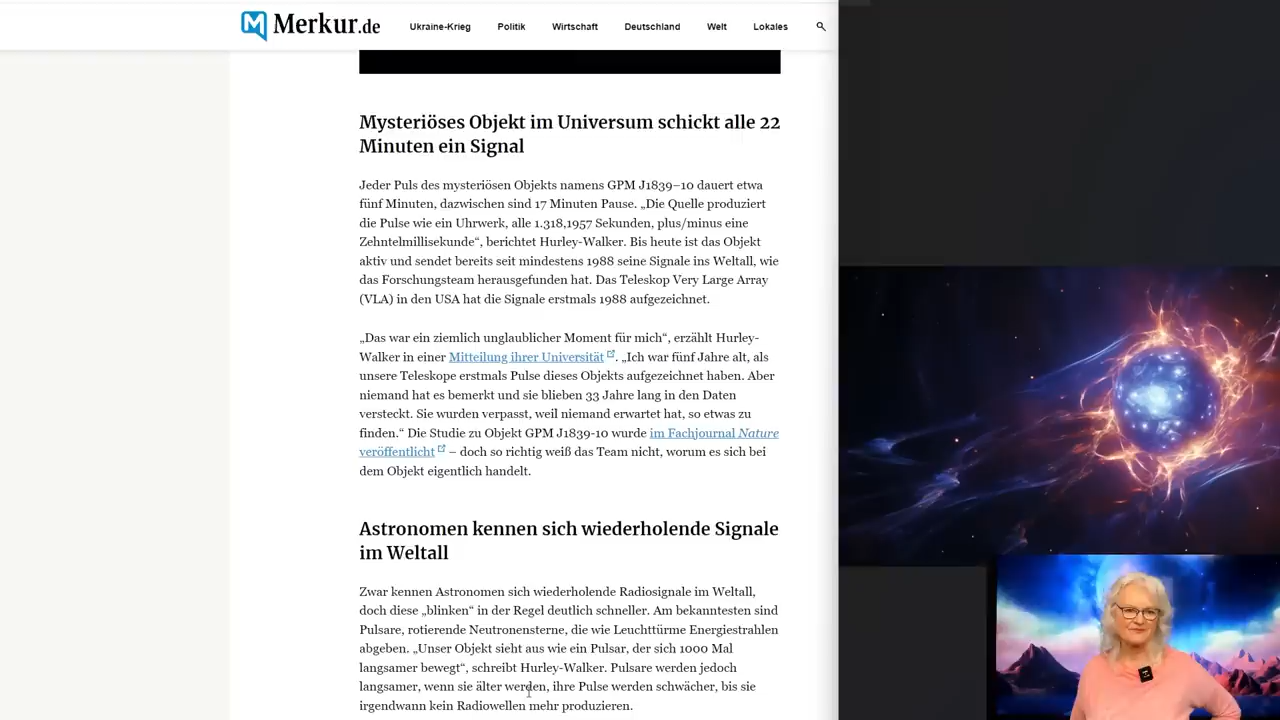 Merkur.de
Ukraine-Krieg Politik Wirtschaft Deutschland Welt Lokales
Mysteriöses Objekt im Universum schickt alle 22
Minuten ein Signal
Jeder Puls des mysteriösen Objekts namens GPM J1839–10 dauert etwa
fünf Minuten, dazwischen sind 17 Minuten Pause. „Die Quelle produziert
die Pulse wie ein Uhrwerk, alle 1.318,1957 Sekunden, plus/minus eine
Zehntelmillisekunde“, berichtet Hurley-Walker. Bis heute ist das Objekt
aktiv und sendet bereits seit mindestens 1988 seine Signale ins Weltall, wie
das Forschungsteam herausgefunden hat. Das Teleskop Very Large Array
(VLA) in den USA hat die Signale erstmals 1988 aufgezeichnet.
„Das war ein ziemlich unglaublicher Moment für mich“, erzählt Hurley-
Walker in einer Mitteilung ihrer Universität. „Ich war fünf Jahre alt, als
unsere Teleskope erstmals Pulse dieses Objekts aufgezeichnet haben. Aber
niemand hat es bemerkt und sie blieben 33 Jahre lang in den Daten
versteckt. Sie wurden verpasst, weil niemand erwartet hat, so etwas zu
finden.“ Die Studie zu Objekt GPM J1839-10 wurde im Fachjournal Nature
veröffentlicht – doch so richtig weiß das Team nicht, worum es sich bei
dem Objekt eigentlich handelt.
Astronomen kennen sich wiederholende Signale
im Weltall
Zwar kennen Astronomen sich wiederholende Radiosignale im Weltall,
doch diese „blinken“ in der Regel deutlich schneller. Am bekanntesten sind
Pulsare, rotierende Neutronensterne, die wie Leuchttürme Energiestrahlen
abgeben. „Unser Objekt sieht aus wie ein Pulsar, der sich 1000 Mal
langsamer bewegt“, schreibt Hurley-Walker. Pulsare werden jedoch
langsamer, wenn sie älter werden, ihre Pulse werden schwächer, bis sie
irgendwann kein Radiowellen mehr produzieren.